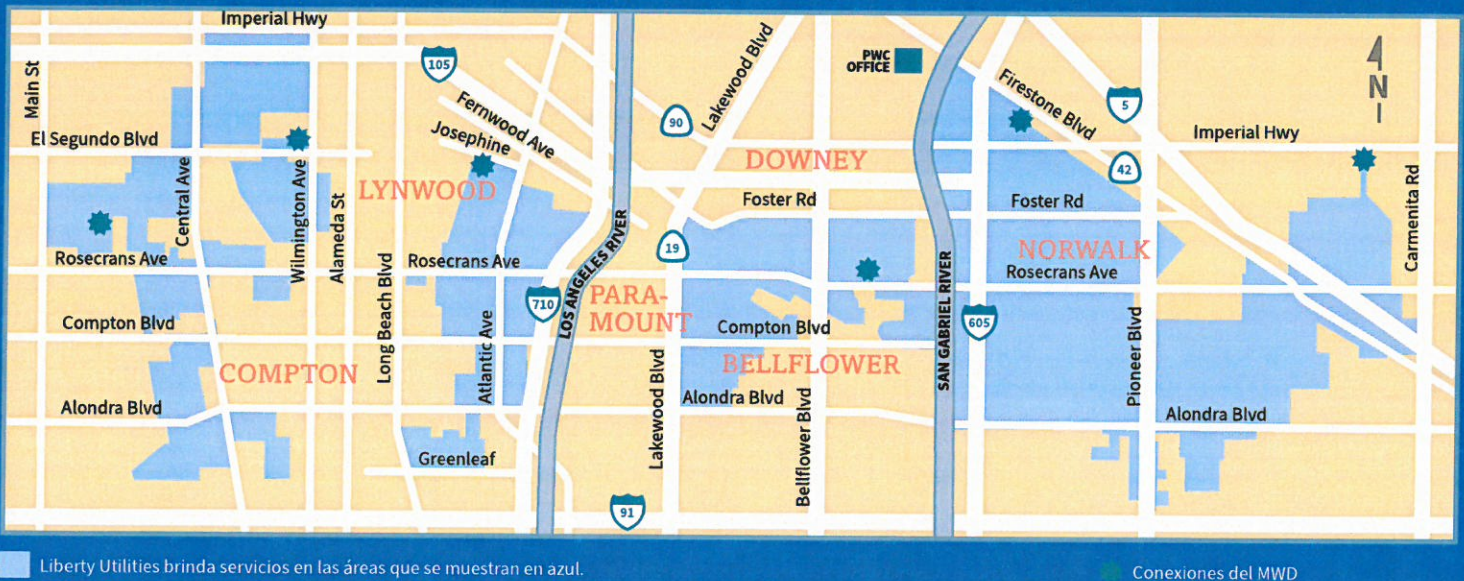 Imperial Hwy
Main St
105
PWC
OFFICE
Lakewood Blvd
N
Fernwood Ave
Josephine
90
Firestone Blvd
5
Imperial Hwy
El Segundo Blvd
Central Ave
Wilmington Ave
Alameda St
LYNWOOD
DOWNEY
42
Carmenita Rd
Foster Rd
Foster Rd
Rosecrans Ave
Long Beach Blvd
Rosecrans Ave
LOS ANGELES RIVER
19
SAN GABRIEL RIVER
NORWALK
Rosecrans Ave
710
PARA-
MOUNT
Compton Blvd
Atlantic Ave
Compton Blvd
605
Pioneer Blvd
COMPTON
Lakewood Blvd
BELLFLOWER
Bellflower Blvd
Alondra Blvd
Alondra Blvd
Alondra Blvd
Greenleaf
91
Liberty Utilities brinda servicios en las áreas que se muestran en azul.
Conexiones del MWD